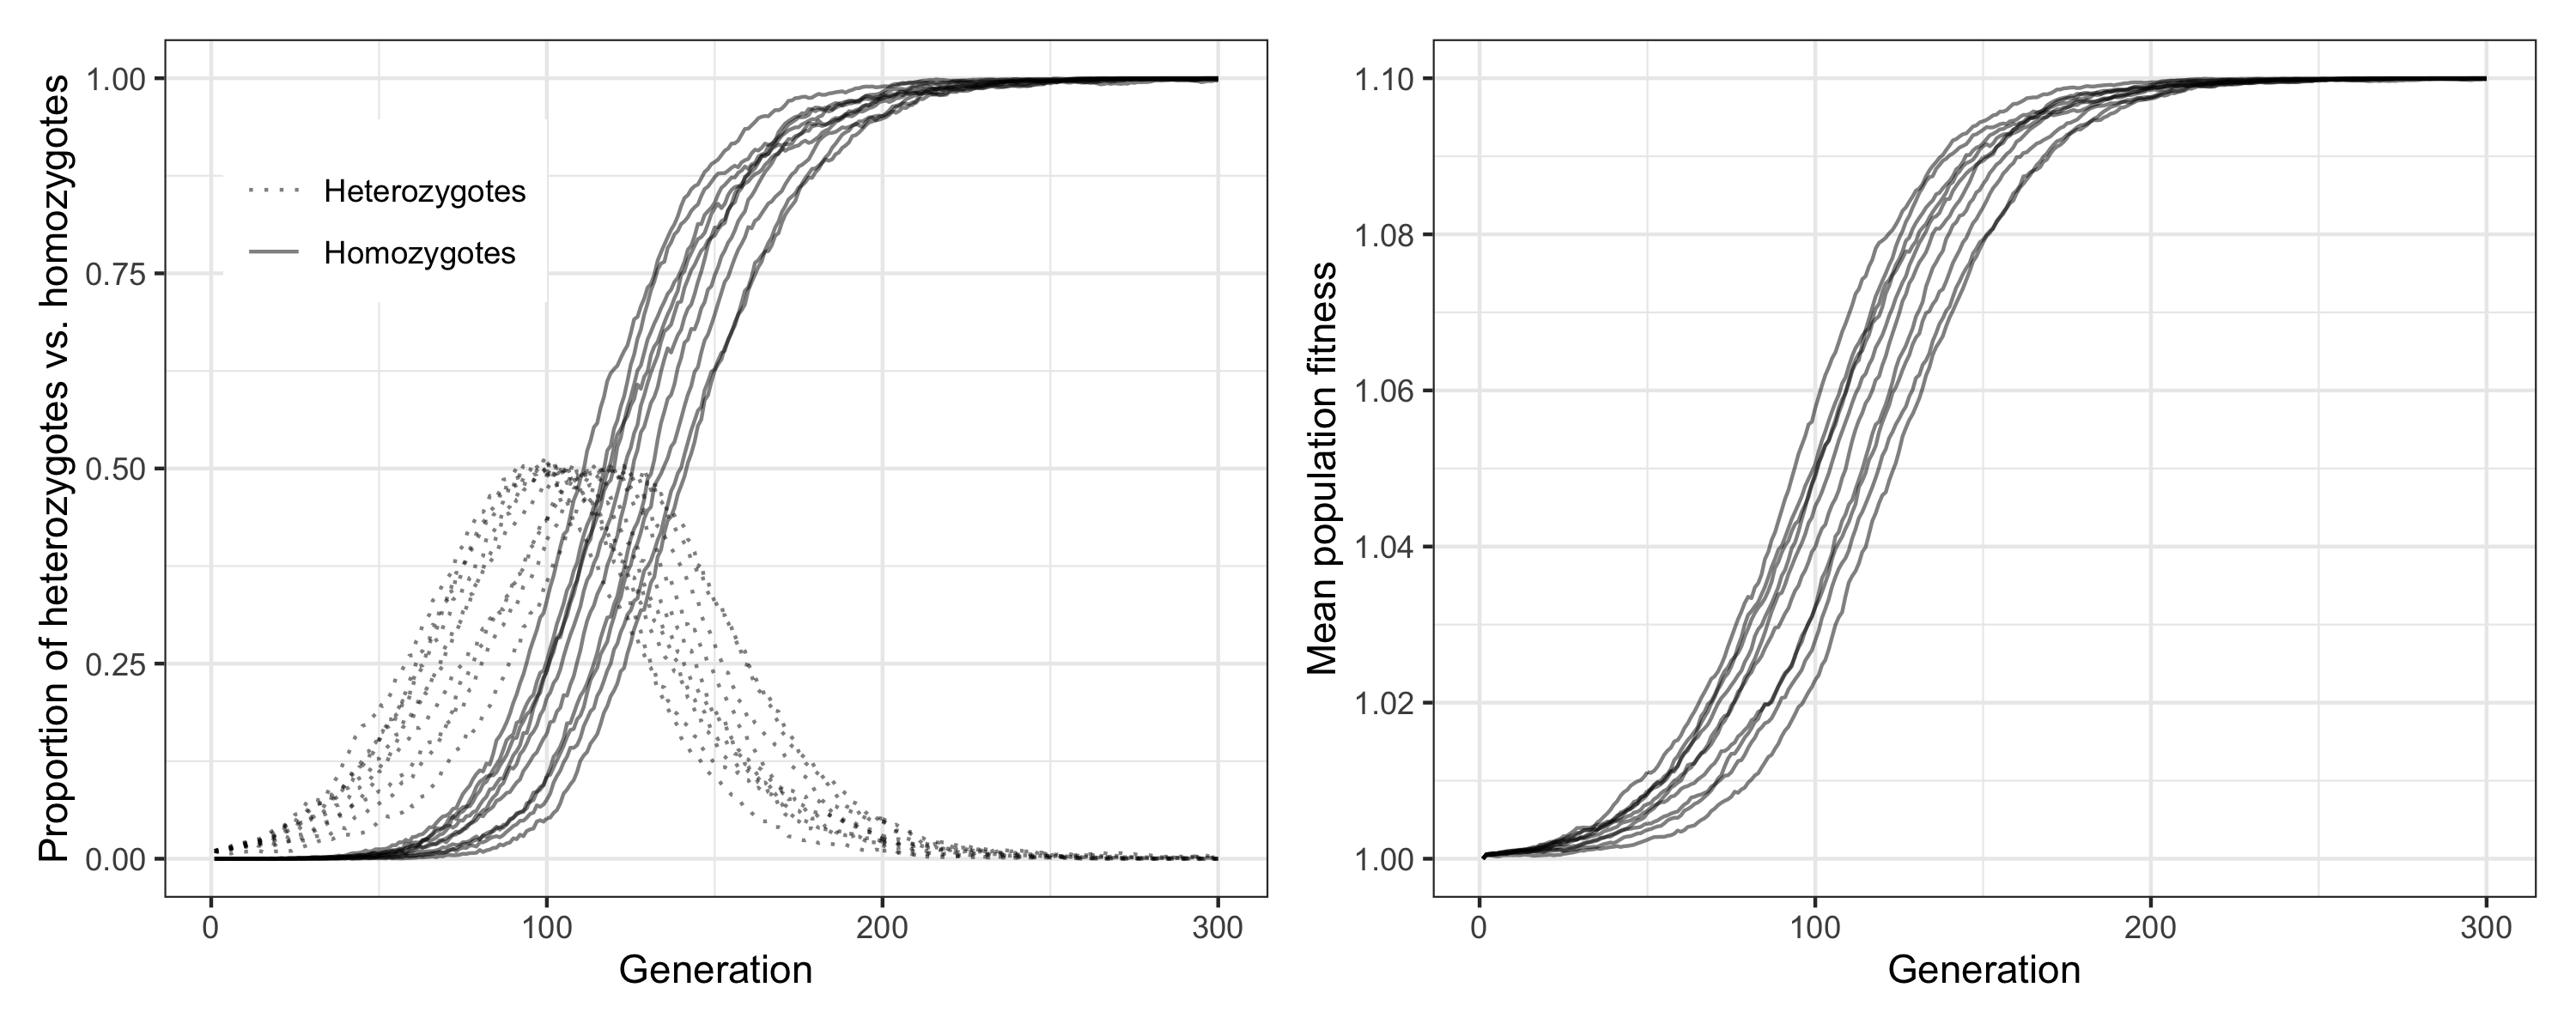 Proportion of heterozygotes vs. homozygotes
1.00
0.75
0.50
0.25
0.00
Heterozygotes
Homozygotes
0 100 200 300
Generation
Mean population fitness
1.10
1.08
1.06
1.04
1.02
1.00
0 100 200 300
Generation